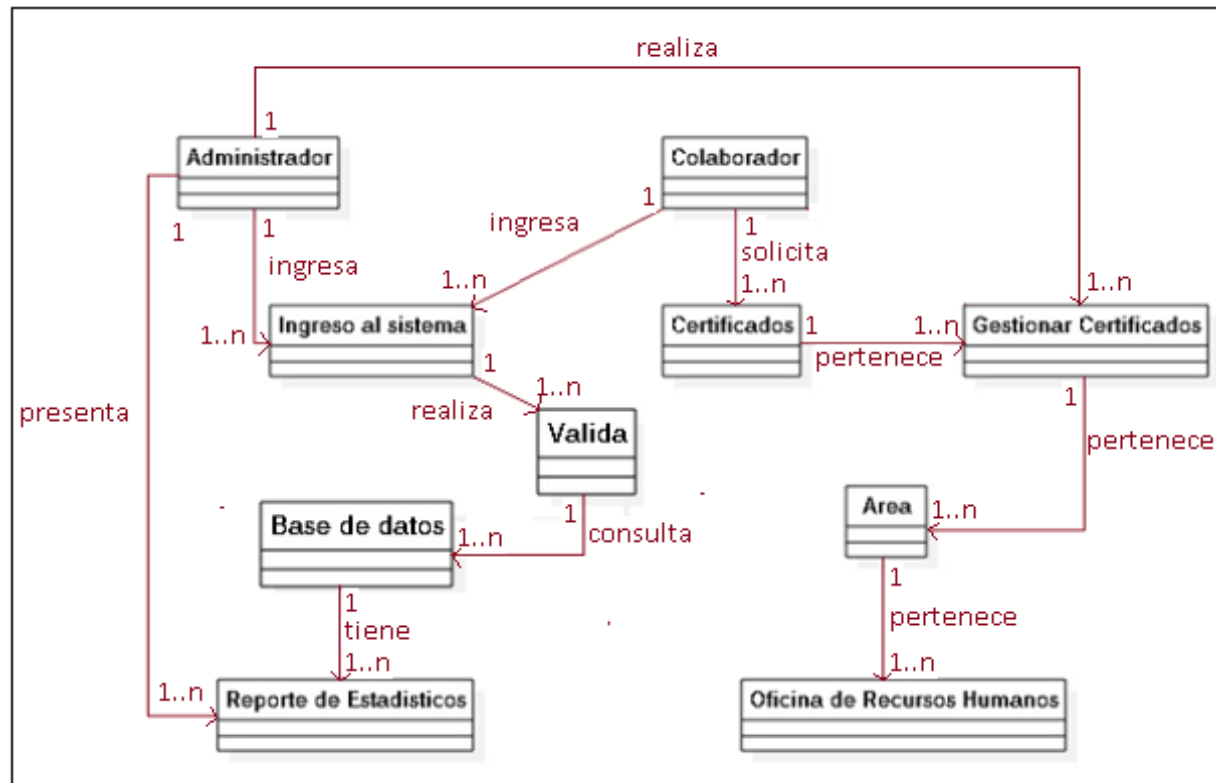 realiza
1
Administrador
Colaborador
1
1
ingresa
1
1
ingresa
solicita
1..n
1..n
1..n
Ingreso al sistema
Certificados
1
1..n
Gestionar Certificados
1..n
pertenece
1
1..n
1
presenta
realiza
Valida
pertenece
Area
1..n
Base de datos
1
1..n
consulta
1
1
tiene
pertenece
1..n
1..n
1..n
Reporte de Estadisticos
Oficina de Recursos Humanos